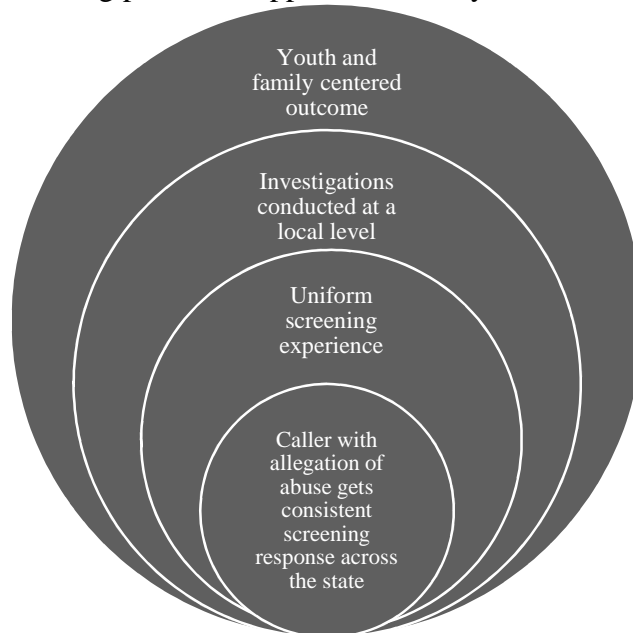 Youth and
family centered
outcome
Investigations
conducted at a
local level
Uniform
screening
experience
Caller with
allegation of
abuse gets
consistent
screening
response across
the state